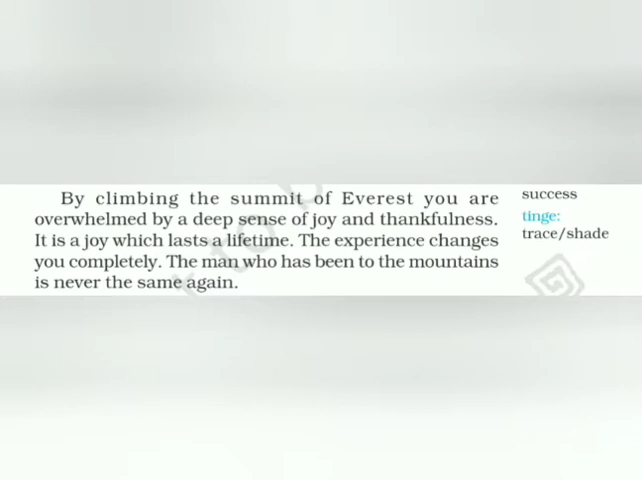 By climbing the summit of Everest you are
overwhelmed by a deep sense of joy and thankfulness.
It is a joy which lasts a lifetime. The experience changes
you completely. The man who has been to the mountains
is never the same again.
success
tinge:
trace/shade